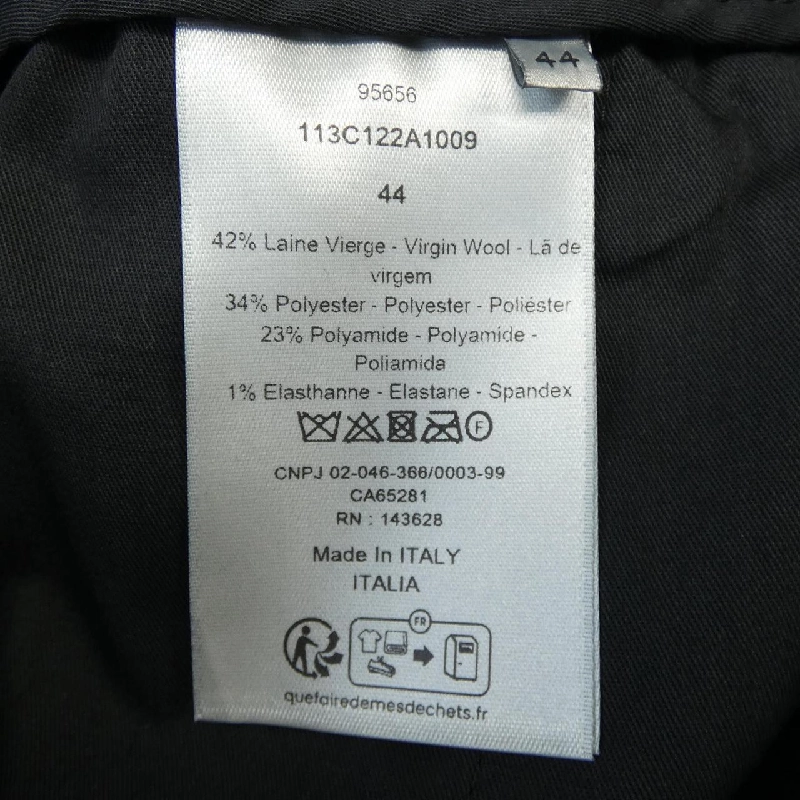 44
95656
113C122A1009
44
42% Laine Vierge - Virgin Wool - Lã de
virgem
34% Polyester - Polyester - Poliéster
23% Polyamide - Polyamide -
Poliamida
1% Elasthanne - Elastane - Spandex
F
CNPJ 02-046-366/0003-99
CA65281
RN : 143628
Made In ITALY
ITALIA
FR
quefairedemesdechets.fr